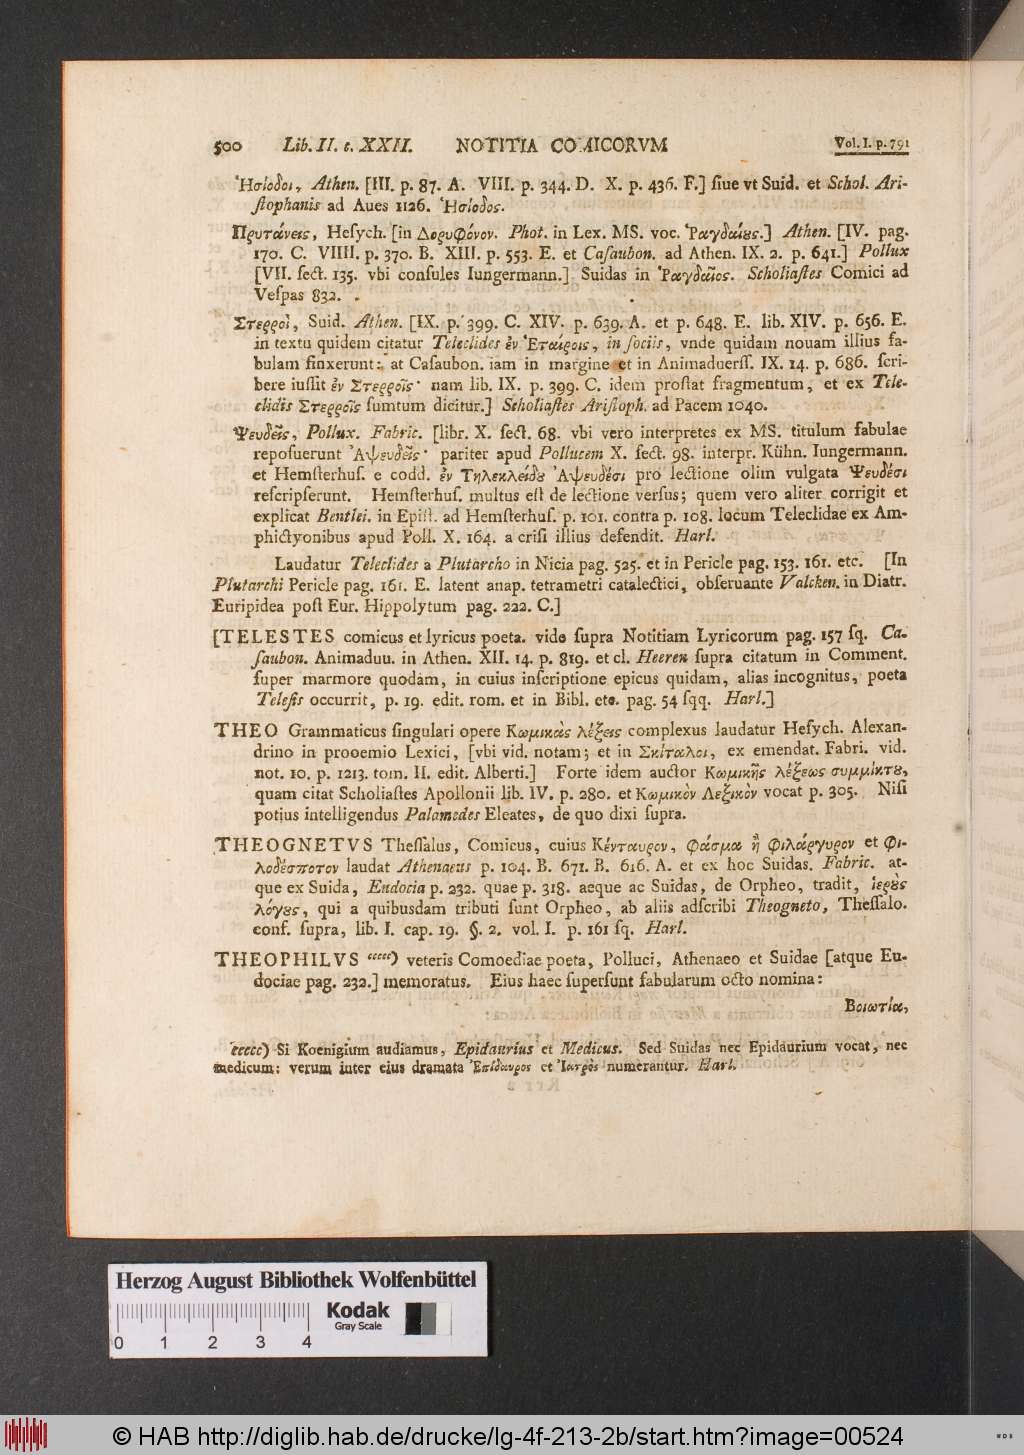 500 Lib. II. c. XXII. NOTITIA COMICORVM Vol. I. p. 791
Ἡσίοδοι, Athen. [III. p. 87. A. VIII. p. 344. D. X. p. 436. F.] ſiue vt Suid. et Schol. Ari-
ſtophanis ad Aues 1126. Ἡσίοδος.
Πρυτάνεις, Heſych. [in Δορυφόνον. Phot. in Lex. MS. voc. Ῥαγδαίους.] Athen. [IV. pag.
170. C. VIIII. p. 370. B. XIII. p. 553. E. et Caſaubon. ad Athen. IX. 2. p. 641.] Pollux
[VII. ſect. 135. vbi conſules Iungermann.] Suidas in Ῥαγδαῖος. Scholiaſtes Comici ad
Veſpas 832.
Στεῤῥοὶ, Suid. Athen. [IX. p. 399. C. XIV. p. 639. A. et p. 648. E. lib. XIV. p. 656. E.
in textu quidem citatur Teleclides ἐν Ἑταίροις, in ſociis, vnde quidam nouam illius fa-
bulam finxerunt: at Caſaubon. iam in margine et in Animaduerſſ. IX. 14. p. 686. ſcri-
bere iuſſit ἐν Στεῤῥοῖς· nam lib. IX. p. 399. C. idem proſtat fragmentum, et ex Tele-
clidis Στεῤῥοῖς ſumtum dicitur.] Scholiaſtes Ariſtoph. ad Pacem 1040.
Ψευδεῖς, Pollux. Fabric. [libr. X. ſect. 68. vbi vero interpretes ex MS. titulum fabulae
repoſuerunt Ἀψευδεῖς· pariter apud Pollucem X. ſect. 98. interpr. Kühn. Iungermann.
et Hemſterhuſ. e codd. ἐν Τηλεκλείδου Ἀψευδέσι pro lectione olim vulgata Ψευδέσι
reſcripſerunt. Hemſterhuſ. multus eſt de lectione verſus; quem vero aliter corrigit et
explicat Bentlei. in Epiſt. ad Hemſterhuſ. p. 101. contra p. 108. locum Teleclidae ex Am-
phictyonibus apud Poll. X. 164. a criſi illius defendit. Harl.
Laudatur Teleclides a Plutarcho in Nicia pag. 525. et in Pericle pag. 153. 161. etc. [In
Plutarchi Pericle pag. 161. E. latent anap. tetrametri catalectici, obſeruante Valcken. in Diatr.
Euripidea poſt Eur. Hippolytum pag. 222. C.]
[TELESTES comicus et lyricus poeta. vide ſupra Notitiam Lyricorum pag. 157 ſq. Ca-
ſaubon. Animaduu. in Athen. XII. 14. p. 819. et cl. Heeren ſupra citatum in Comment.
ſuper marmore quodam, in cuius inſcriptione epicus quidam, alias incognitus, poeta
Teleſis occurrit, p. 19. edit. rom. et in Bibl. etc. pag. 54 ſqq. Harl.]
THEO Grammaticus ſingulari opere Κωμικὰς λέξεις complexus laudatur Heſych. Alexan-
drino in prooemio Lexici, [vbi vid. notam; et in Σκίταλοι, ex emendat. Fabri. vid.
not. 10. p. 1213. tom. II. edit. Alberti.] Forte idem auctor Κωμικῆς λέξεως συμμίκτου,
quam citat Scholiaſtes Apollonii lib. IV. p. 280. et Κωμικὸν Λεξικὸν vocat p. 305. Niſi
potius intelligendus Palamedes Eleates, de quo dixi ſupra.
THEOGNETVS Theſſalus, Comicus, cuius Κένταυρον, φάσμα ἢ φιλάργυρον et φι-
λοδέσποτον laudat Athenaeus p. 104. B. 671. B. 616. A. et ex hoc Suidas. Fabric. at-
que ex Suida, Eudocia p. 232. quae p. 318. aeque ac Suidas, de Orpheo, tradit, ἱεροὺς
λόγους, qui a quibusdam tributi ſunt Orpheo, ab aliis adſcribi Theogneto, Theſſalo.
conf. ſupra, lib. I. cap. 19. §. 2. vol. I. p. 161 ſq. Harl.
THEOPHILVS ccccc) veteris Comoediae poeta, Polluci, Athenaeo et Suidae [atque Eu-
dociae pag. 232.] memoratus. Eius haec ſuperſunt fabularum octo nomina:
Βοιωτία,
ccccc) Si Koenigium audiamus, Epidaurius et Medicus. Sed Suidas nec Epidaurium vocat, nec
medicum: verum inter eius dramata Ἐπίδαυρος et Ἰατρὸς numerantur. Harl.
Herzog August Bibliothek Wolfenbüttel
Kodak
Gray Scale
0 1 2 3 4
© HAB http://diglib.hab.de/drucke/lg-4f-213-2b/start.htm?image=00524